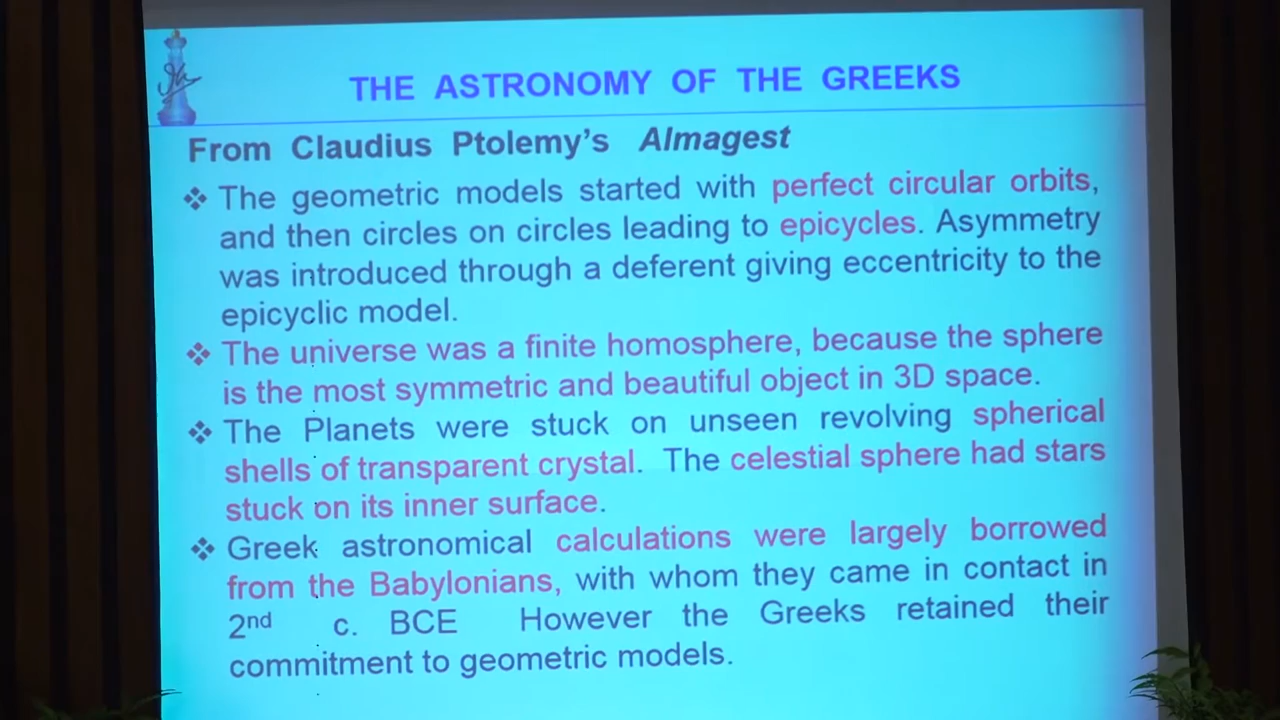 THE ASTRONOMY OF THE GREEKS
From Claudius Ptolemy's Almagest
❖ The geometric models started with perfect circular orbits,
and then circles on circles leading to epicycles. Asymmetry
was introduced through a deferent giving eccentricity to the
epicyclic model.
❖ The universe was a finite homosphere, because the sphere
is the most symmetric and beautiful object in 3D space.
❖ The Planets were stuck on unseen revolving spherical
shells of transparent crystal. The celestial sphere had stars
stuck on its inner surface.
❖ Greek astronomical calculations were largely borrowed
from the Babylonians, with whom they came in contact in
2nd c. BCE However the Greeks retained their
commitment to geometric models.